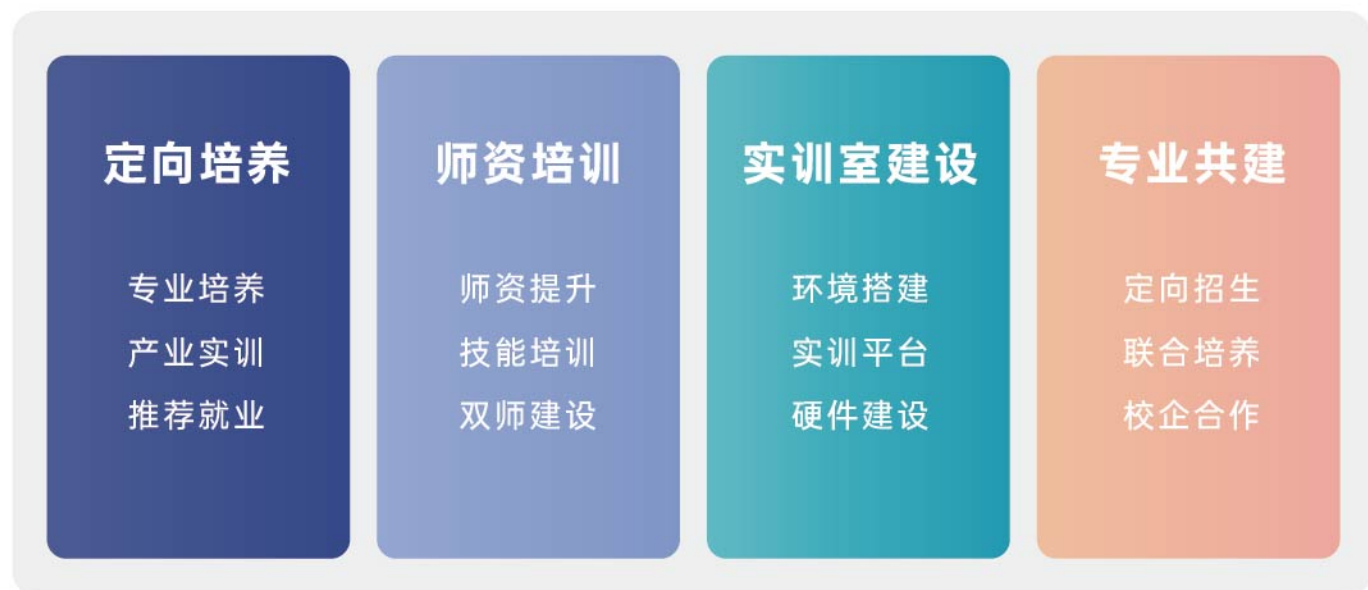 定向培养
专业培养
产业实训
推荐就业
师资培训
师资提升
技能培训
双师建设
实训室建设
环境搭建
实训平台
硬件建设
专业共建
定向招生
联合培养
校企合作